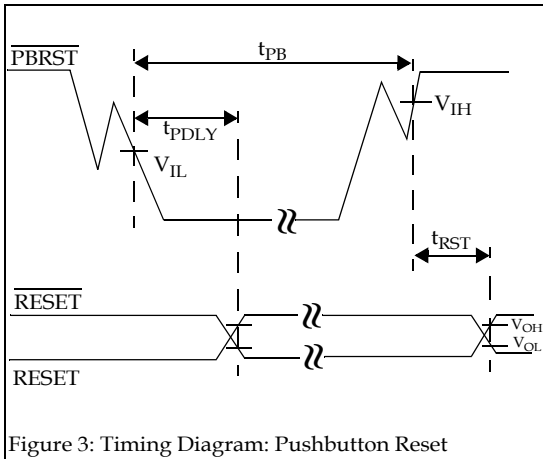 PBRST
tPB
VIH
tPDLY
VIL
tRST
RESET
VOH
VOL
RESET
Figure 3: Timing Diagram: Pushbutton Reset